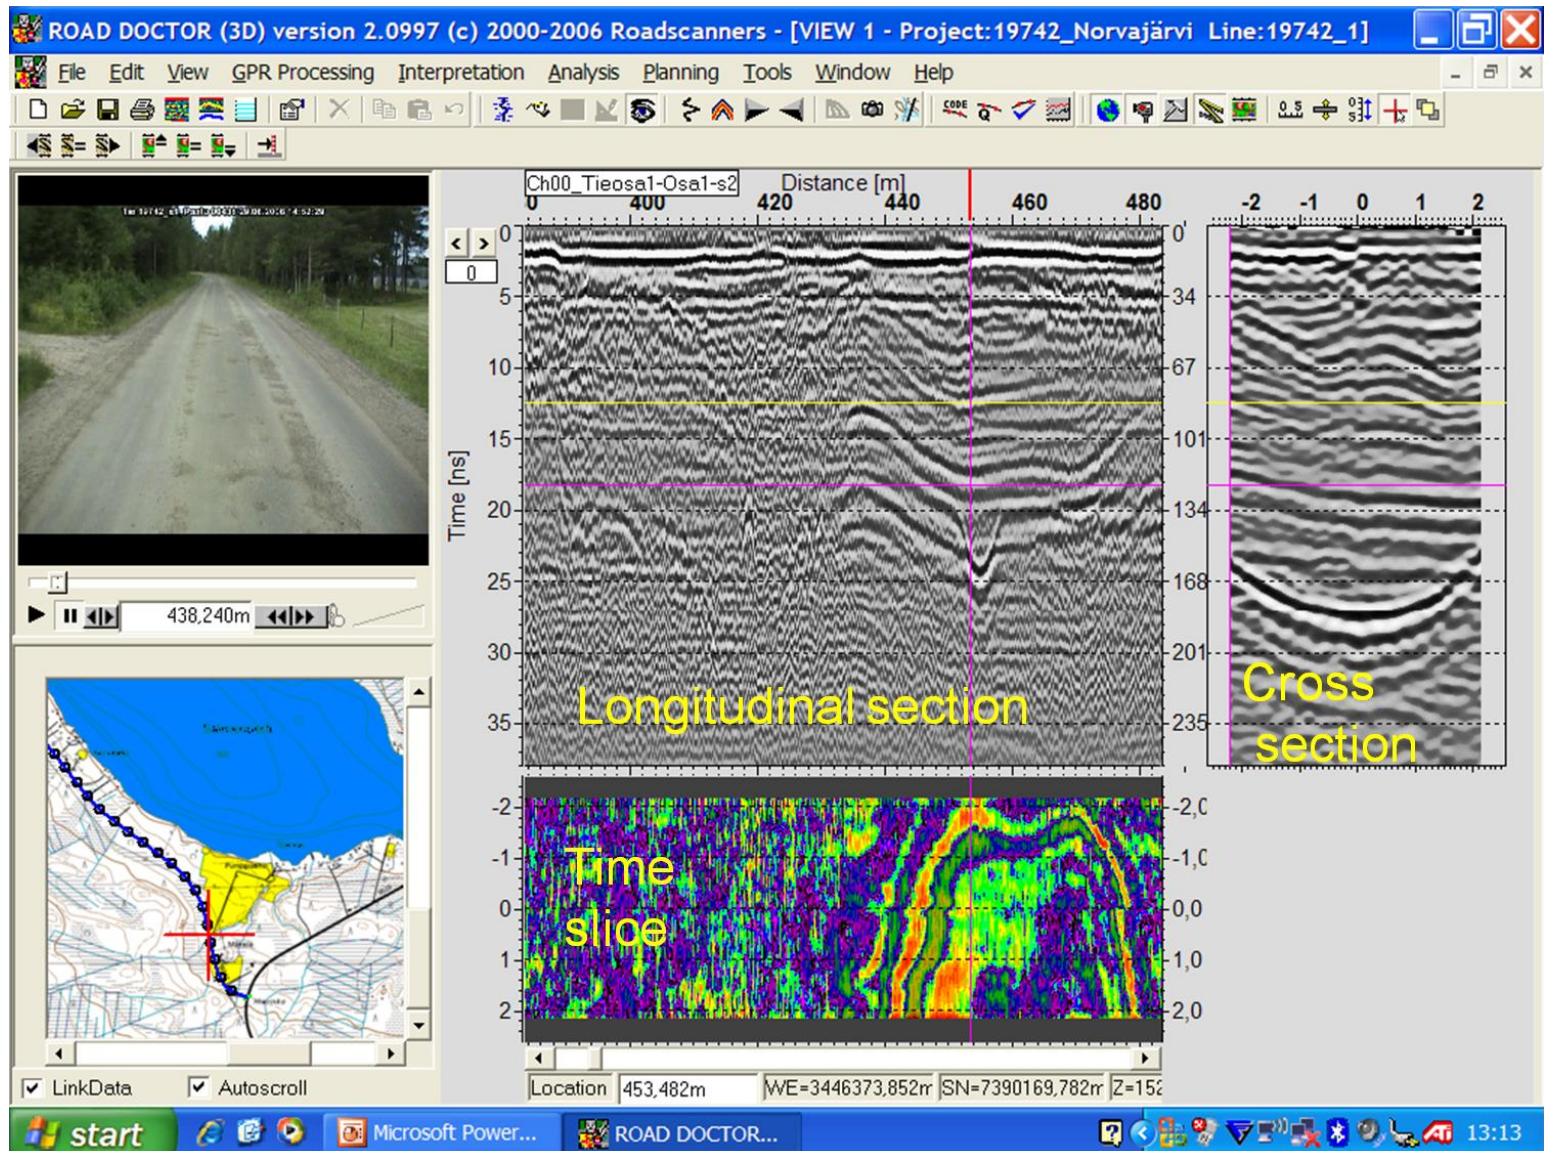 ROAD DOCTOR (3D) version 2.0997 (c) 2000-2006 Roadscanners - [VIEW 1 - Project:19742_Norvajärvi Line:19742_1]
File Edit View GPR Processing Interpretation Analysis Planning Tools Window Help
CODE
0.5
Ch00_Tieosa1-Osa1-s2 Distance [m]
0 400 420 440 460 480
-2 -1 0 1 2
0
Time [ns]
0 5 10 15 20 25 30 35
0 34 67 101 134 168 201 235
Longitudinal section
Cross
section
438,240m
-2 -1 0 1 2
Time
slice
-2,0 -1,0 0,0 1,0 2,0
LinkData Autoscroll
Location 453,482m WE=3446373,852m SN=7390169,782m Z=152
start Microsoft Power... ROAD DOCTOR... ATI 13:13